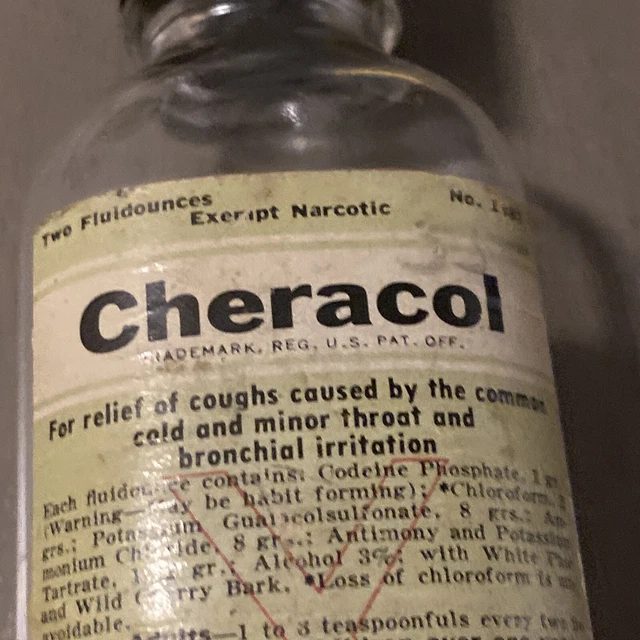 Two Fluidounces
Exempt Narcotic
No.
Cheracol
TRADEMARK, REG. U.S. PAT. OFF.
For relief of coughs caused by the common
cold and minor throat and
bronchial irritation
Each fluidounce contains: Codeine Phosphate, 1
(Warning—May be habit forming); *Chloroform,
grs.; Potassium Guaiacolsulfonate, 8 grs.; Am-
monium Chloride, 8 grs.; Antimony and Potassium
Tartrate, gr.; Alcohol 3%; with White Pine
and Wild Cherry Bark. *Loss of chloroform is
avoidable.
Adults—1 to 3 teaspoonfuls every two